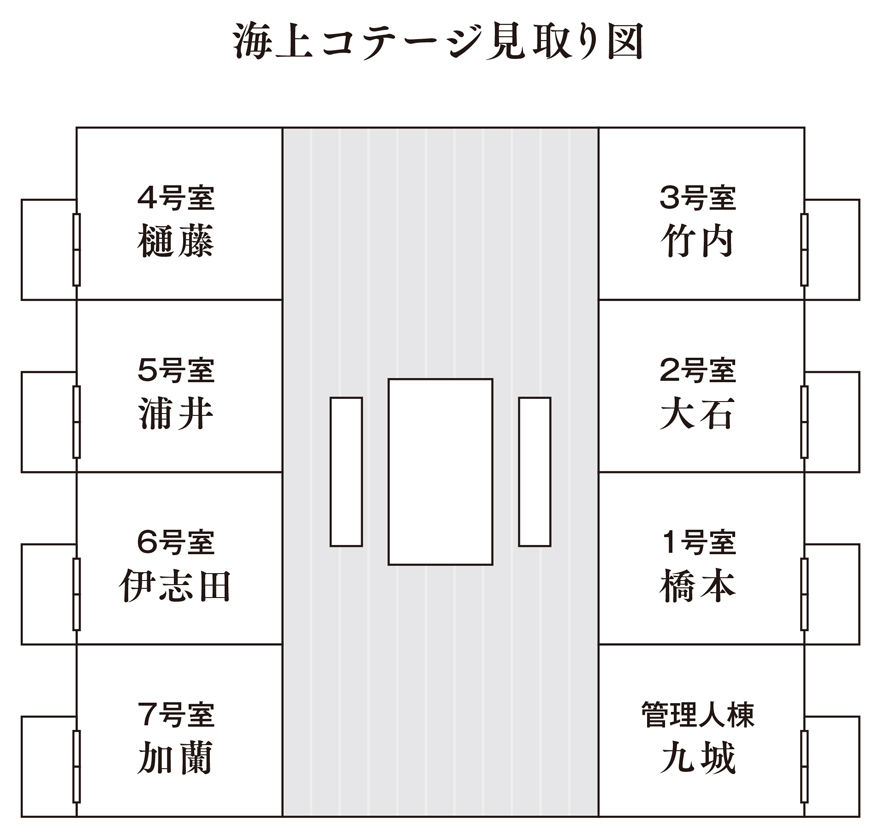 海上コテージ見取り図
4号室
樋藤
3号室
竹内
5号室
浦井
2号室
大石
6号室
伊志田
1号室
橋本
7号室
加蘭
管理人棟
九城